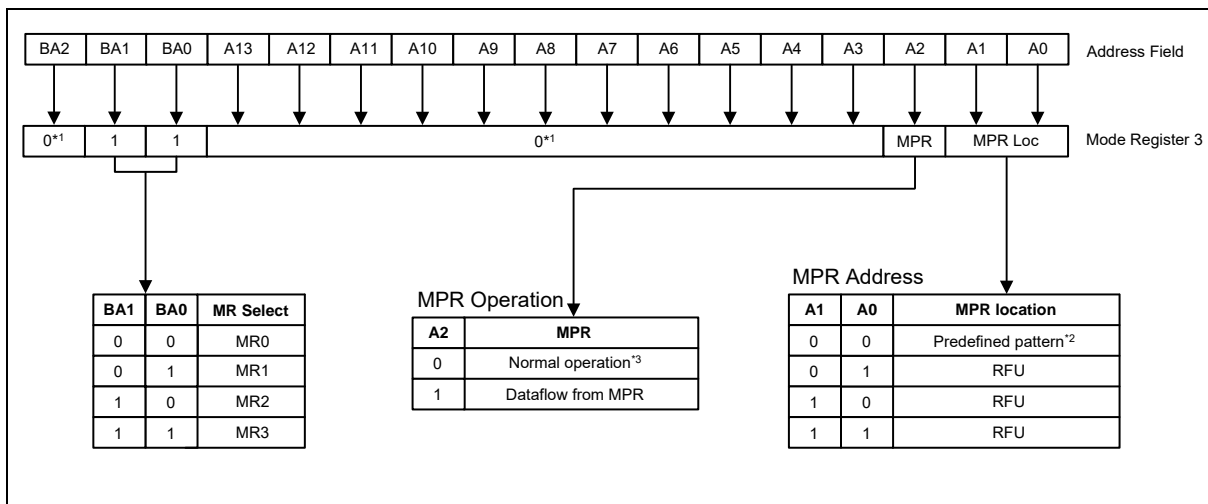 BA2 BA1 BA0 A13 A12 A11 A10 A9 A8 A7 A6 A5 A4 A3 A2 A1 A0 Address Field
0*1 1 1 0*1 MPR MPR Loc Mode Register 3
BA1 BA0 MR Select
0 0 MR0
0 1 MR1
1 0 MR2
1 1 MR3
MPR Operation
A2 MPR
0 Normal operation*3
1 Dataflow from MPR
MPR Address
A1 A0 MPR location
0 0 Predefined pattern*2
0 1 RFU
1 0 RFU
1 1 RFU